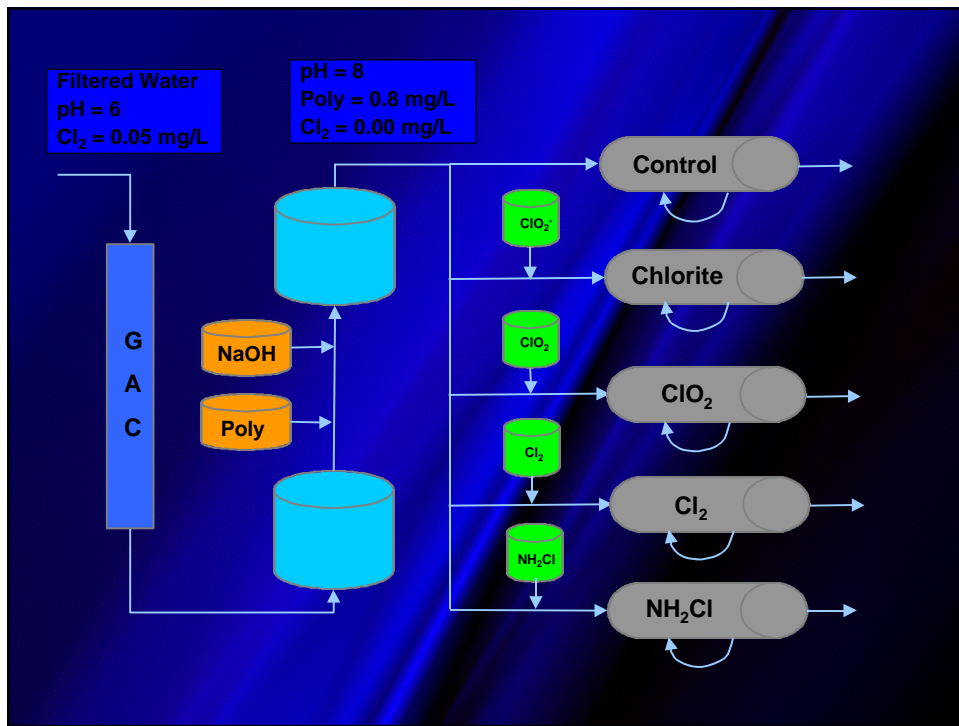 Filtered Water
pH = 6
Cl₂ = 0.05 mg/L
pH = 8
Poly = 0.8 mg/L
Cl₂ = 0.00 mg/L
G
A
C
NaOH
Poly
ClO₂⁻
ClO₂
Cl₂
NH₂Cl
Control
Chlorite
ClO₂
Cl₂
NH₂Cl